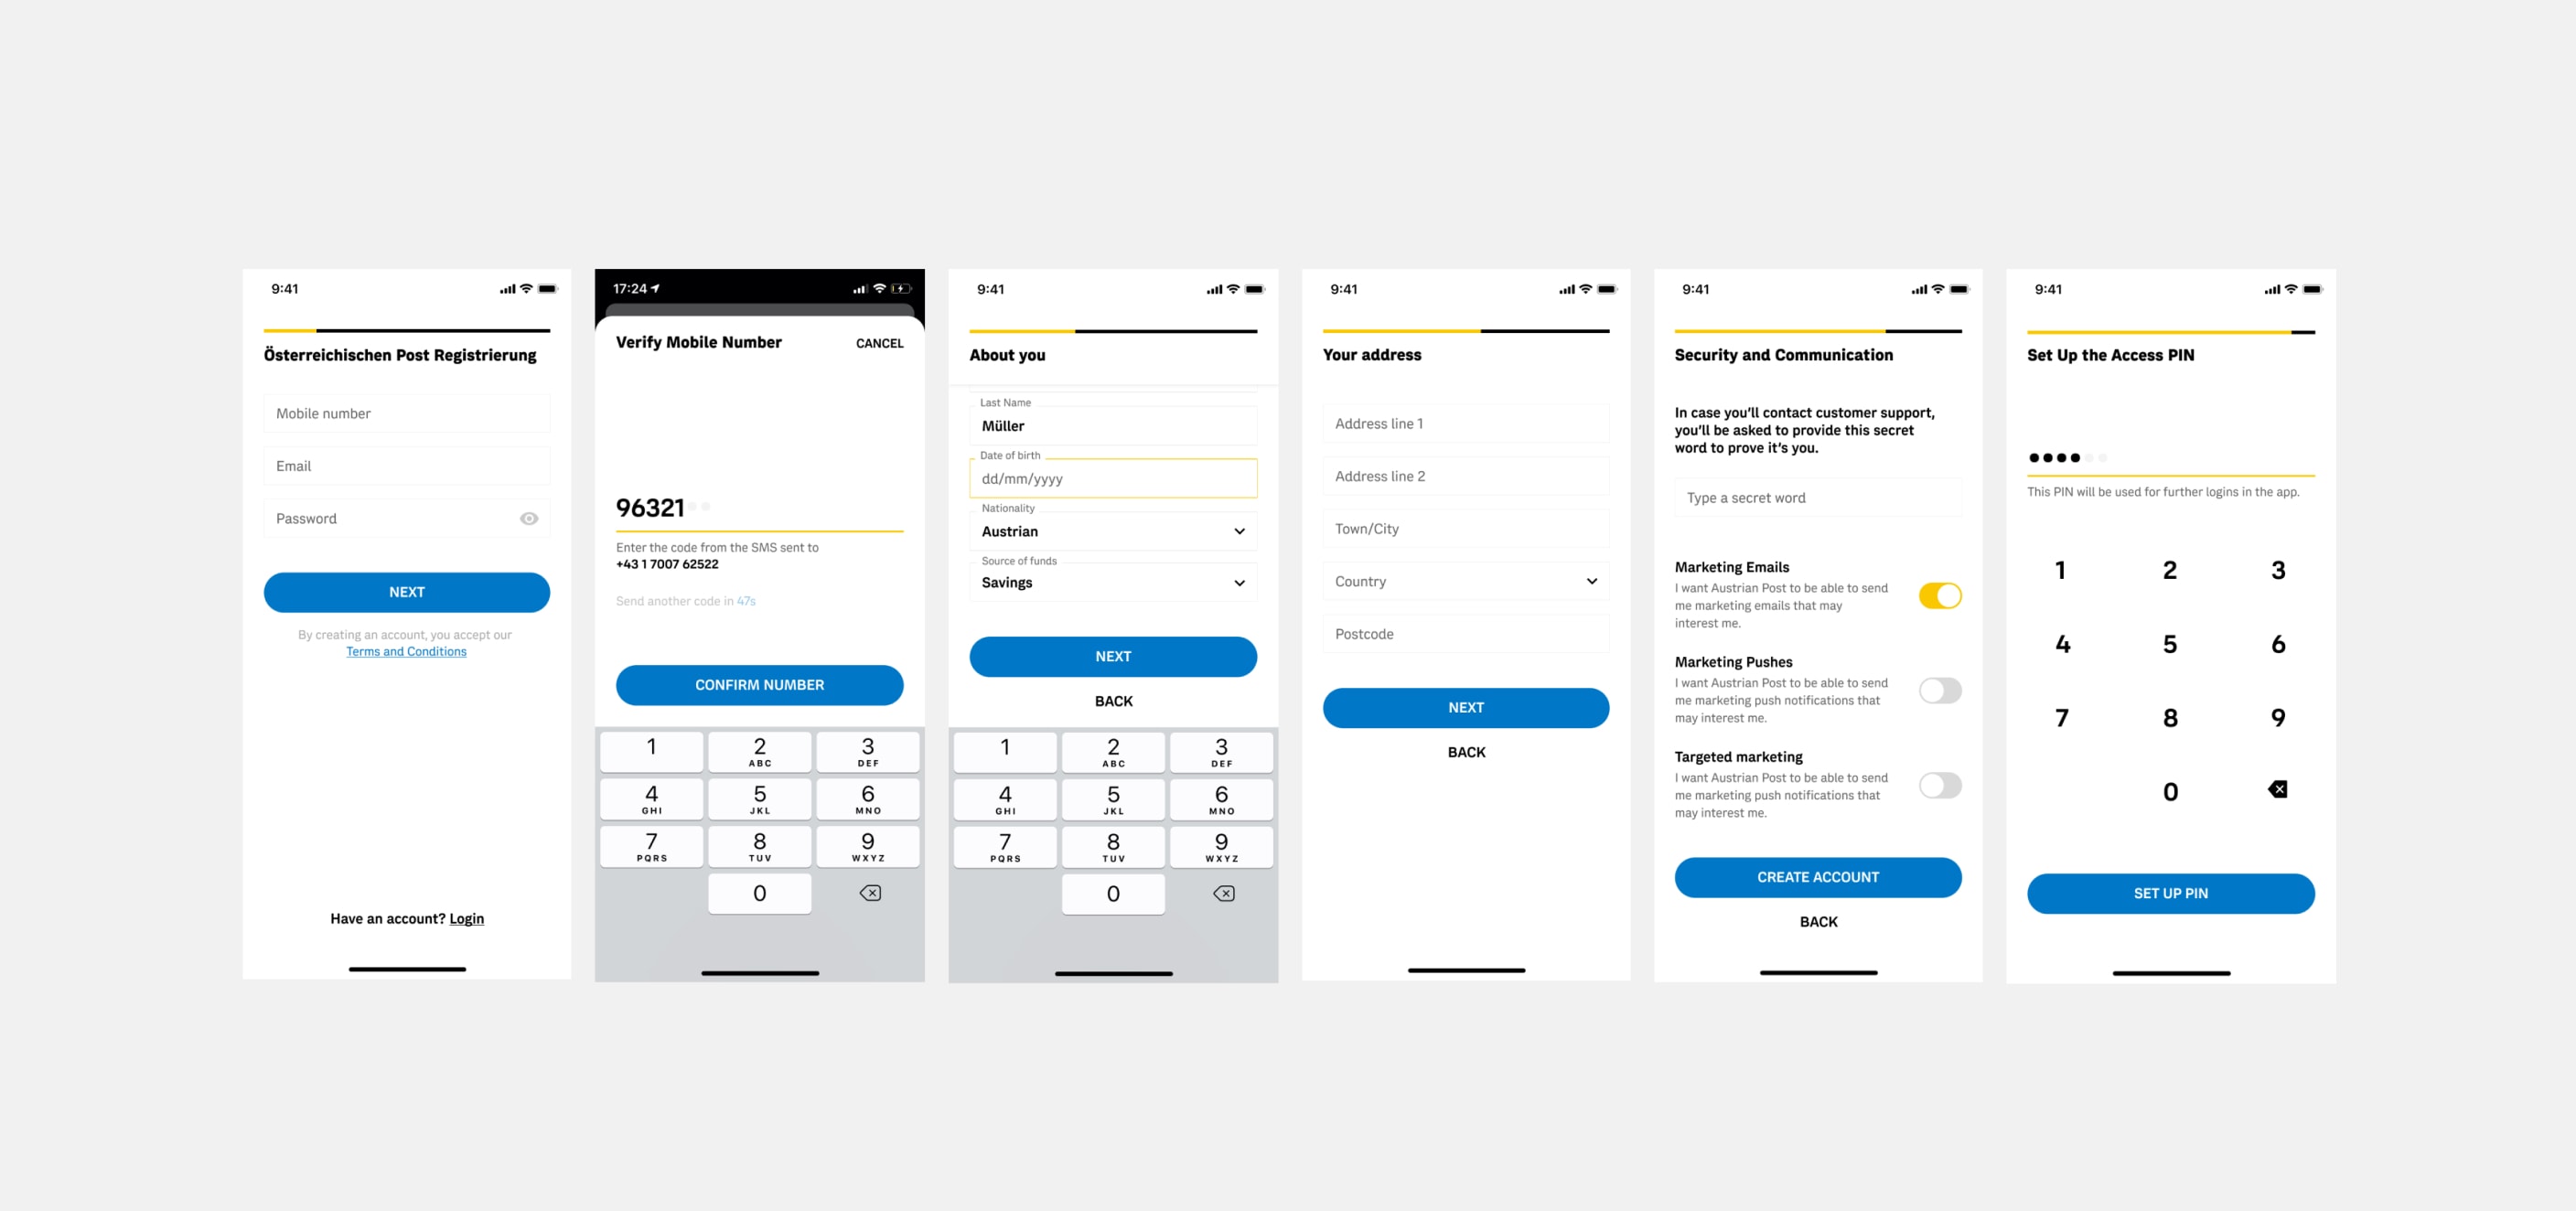 9:41
Österreichischen Post Registrierung
Mobile number
Email
Password
NEXT
By creating an account, you accept our
Terms and Conditions
Have an account? Login
17:24
Verify Mobile Number
CANCEL
96321
Enter the code from the SMS sent to
+43 1 7007 62522
Send another code in 47s
CONFIRM NUMBER
1 2 3
ABC DEF
4 5 6
GHI JKL MNO
7 8 9
PQRS TUV WXYZ
0
9:41
About you
Last Name
Müller
Date of birth
dd/mm/yyyy
Nationality
Austrian
Source of funds
Savings
NEXT
BACK
1 2 3
ABC DEF
4 5 6
GHI JKL MNO
7 8 9
PQRS TUV WXYZ
0
9:41
Your address
Address line 1
Address line 2
Town/City
Country
Postcode
NEXT
BACK
9:41
Security and Communication
In case you’ll contact customer support,
you’ll be asked to provide this secret
word to prove it’s you.
Type a secret word
Marketing Emails
I want Austrian Post to be able to send
me marketing emails that may
interest me.
Marketing Pushes
I want Austrian Post to be able to send
me marketing push notifications that
may interest me.
Targeted marketing
I want Austrian Post to be able to send
me marketing push notifications that
may interest me.
CREATE ACCOUNT
BACK
9:41
Set Up the Access PIN
This PIN will be used for further logins in the app.
1 2 3
4 5 6
7 8 9
0
SET UP PIN